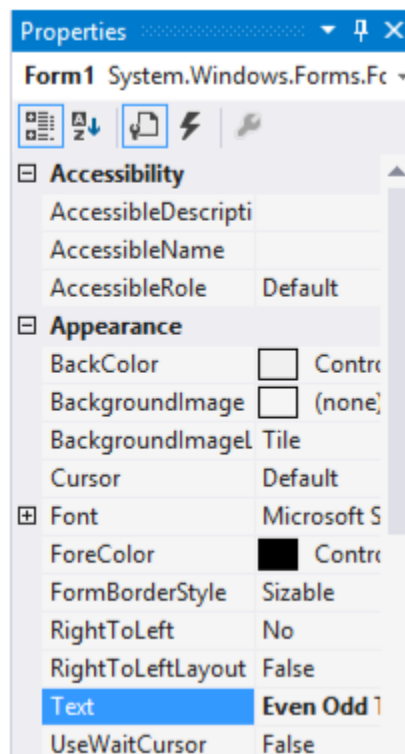 Properties
Form1 System.Windows.Forms.Fc
Accessibility
AccessibleDescripti
AccessibleName
AccessibleRole Default
Appearance
BackColor Contro
BackgroundImage (none)
BackgroundImageL Tile
Cursor Default
Font Microsoft S
ForeColor Contro
FormBorderStyle Sizable
RightToLeft No
RightToLeftLayout False
Text Even Odd T
UseWaitCursor False